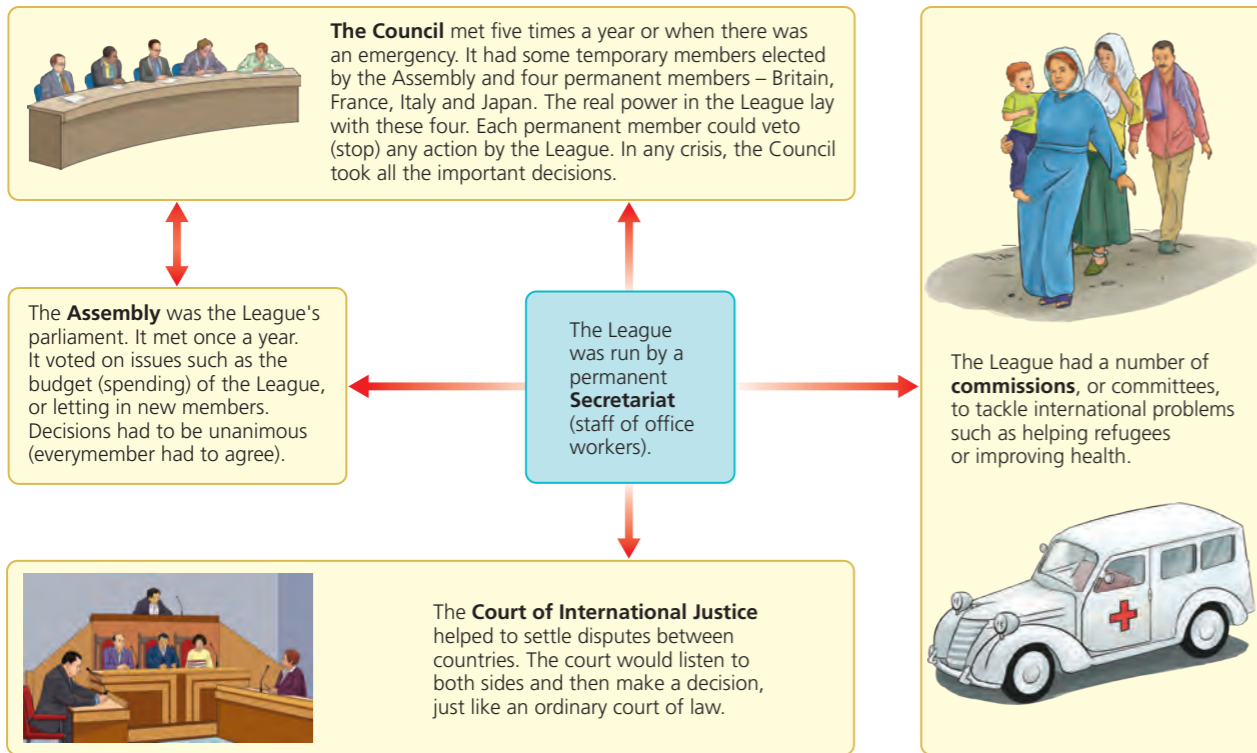 The Council met five times a year or when there was
an emergency. It had some temporary members elected
by the Assembly and four permanent members – Britain,
France, Italy and Japan. The real power in the League lay
with these four. Each permanent member could veto
(stop) any action by the League. In any crisis, the Council
took all the important decisions.
The Assembly was the League's
parliament. It met once a year.
It voted on issues such as the
budget (spending) of the League,
or letting in new members.
Decisions had to be unanimous
(everymember had to agree).
The League
was run by a
permanent
Secretariat
(staff of office
workers).
The League had a number of
commissions, or committees,
to tackle international problems
such as helping refugees
or improving health.
The Court of International Justice
helped to settle disputes between
countries. The court would listen to
both sides and then make a decision,
just like an ordinary court of law.